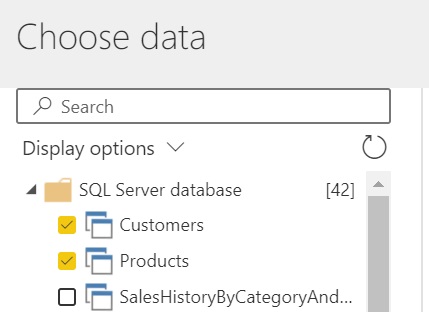 Choose data
Search
Display options
SQL Server database [42]
Customers
Products
SalesHistoryByCategoryAnd...